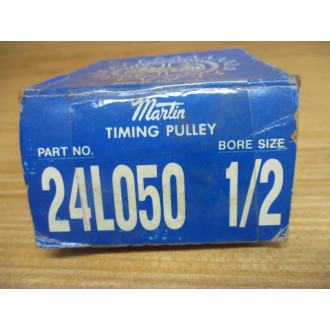 Martin
TIMING PULLEY
PART NO. BORE SIZE
24L050 1/2